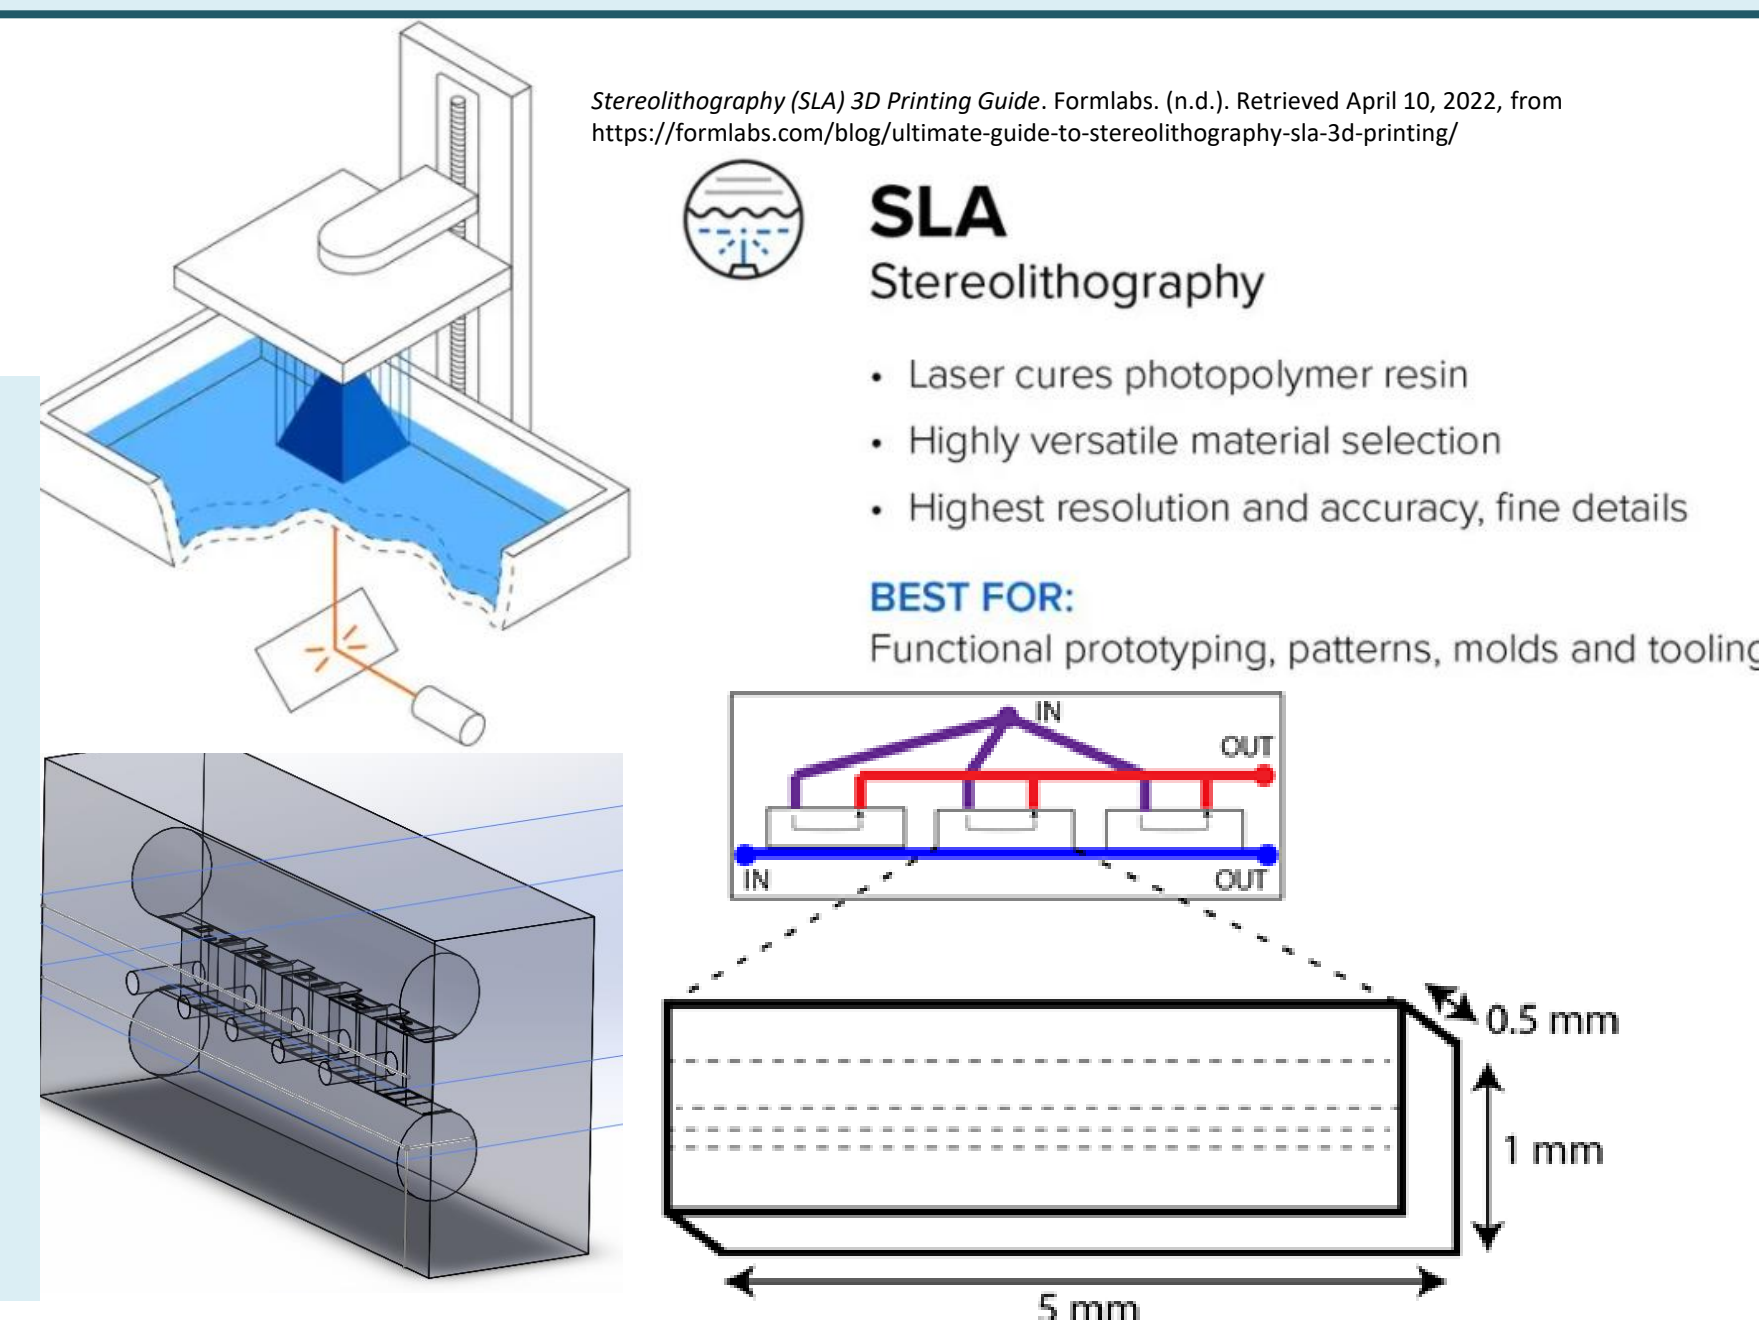 Stereolithography (SLA) 3D Printing Guide. Formlabs. (n.d.). Retrieved April 10, 2022, from
https://formlabs.com/blog/ultimate-guide-to-stereolithography-sla-3d-printing/
SLA
Stereolithography
• Laser cures photopolymer resin
• Highly versatile material selection
• Highest resolution and accuracy, fine details
BEST FOR:
Functional prototyping, patterns, molds and tooling
IN
OUT
IN
OUT
0.5 mm
1 mm
5 mm